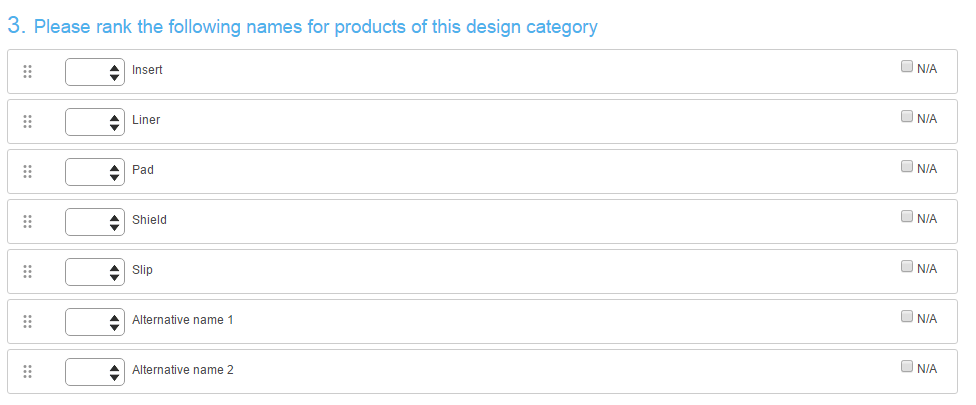 3. Please rank the following names for products of this design category
Insert N/A
Liner N/A
Pad N/A
Shield N/A
Slip N/A
Alternative name 1 N/A
Alternative name 2 N/A